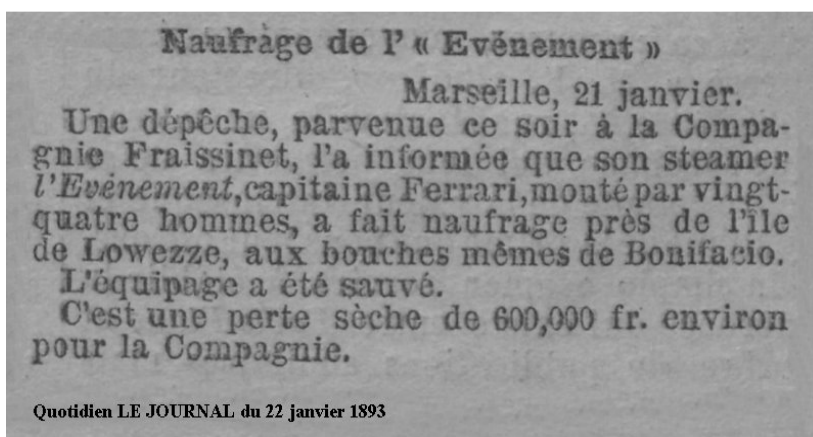 Naufrage de l' « Evénement »
Marseille, 21 janvier.
Une dépêche, parvenue ce soir à la Compa-
gnie Fraissinet, l'a informée que son steamer
l'Evénement, capitaine Ferrari, monté par vingt-
quatre hommes, a fait naufrage près de l'île
de Lowezze, aux bouches mêmes de Bonifacio.
L'équipage a été sauvé.
C'est une perte sèche de 600,000 fr. environ
pour la Compagnie.
Quotidien LE JOURNAL du 22 janvier 1893